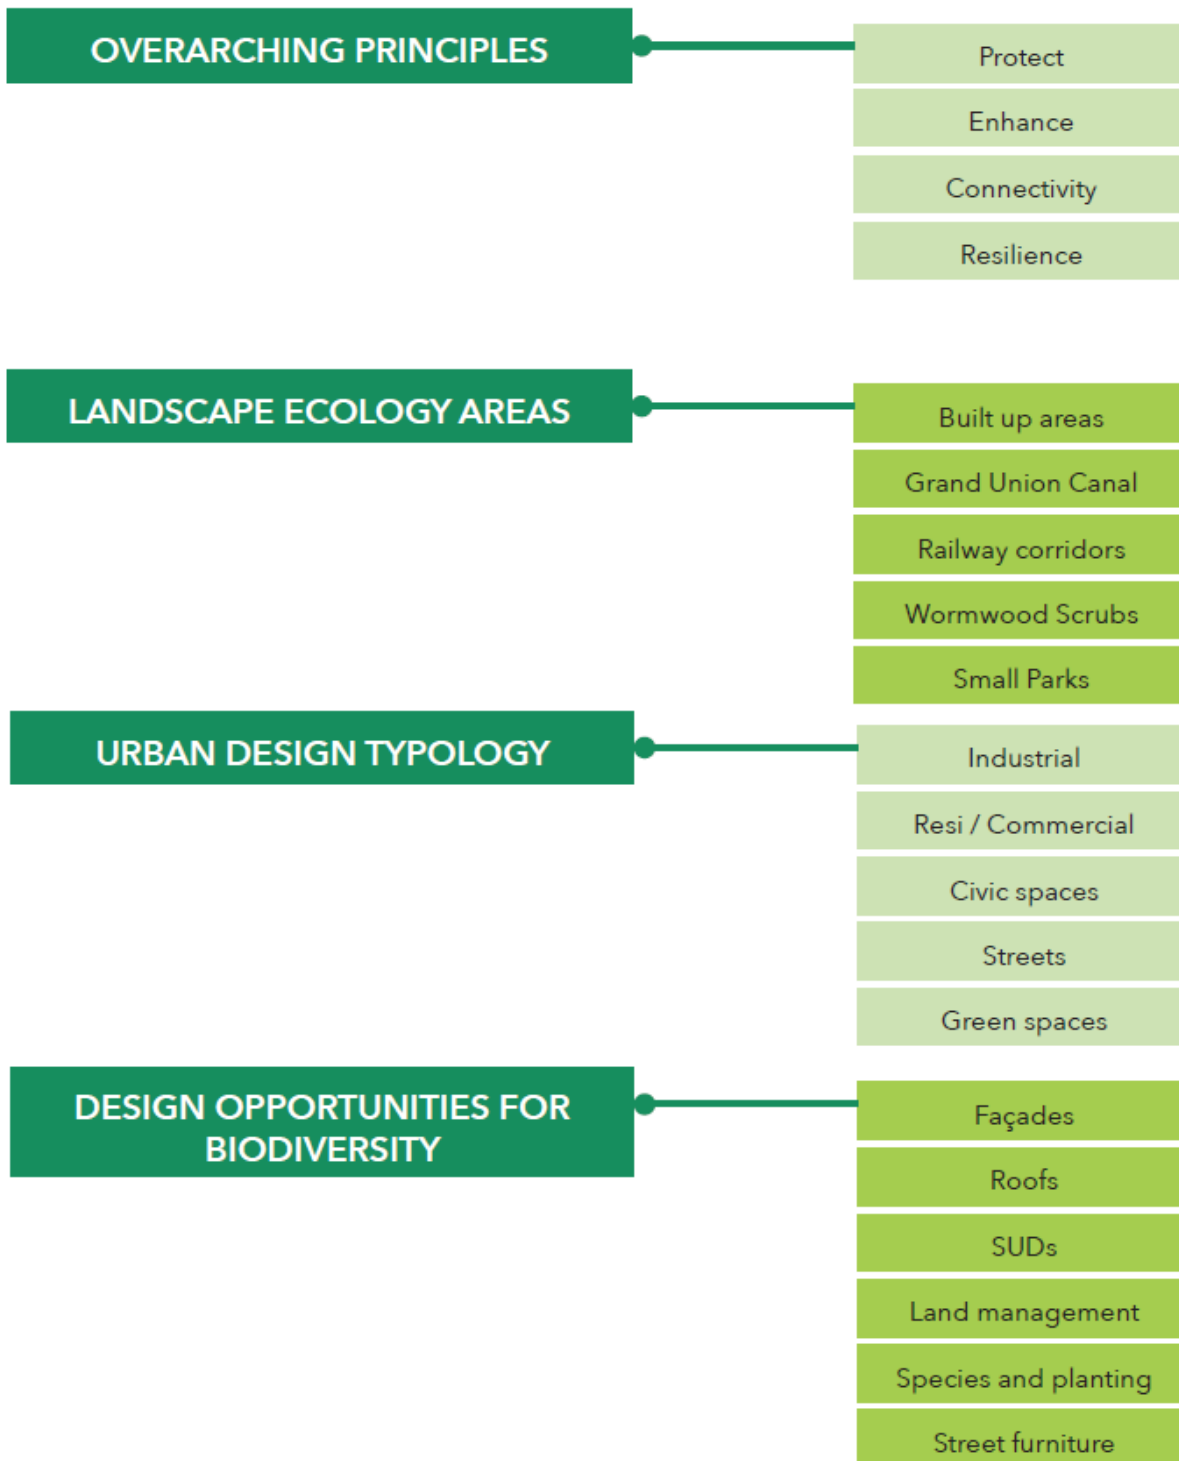 OVERARCHING PRINCIPLES
Protect
Enhance
Connectivity
Resilience
LANDSCAPE ECOLOGY AREAS
Built up areas
Grand Union Canal
Railway corridors
Wormwood Scrubs
Small Parks
URBAN DESIGN TYPOLOGY
Industrial
Resi / Commercial
Civic spaces
Streets
Green spaces
DESIGN OPPORTUNITIES FOR
BIODIVERSITY
Façades
Roofs
SUDs
Land management
Species and planting
Street furniture